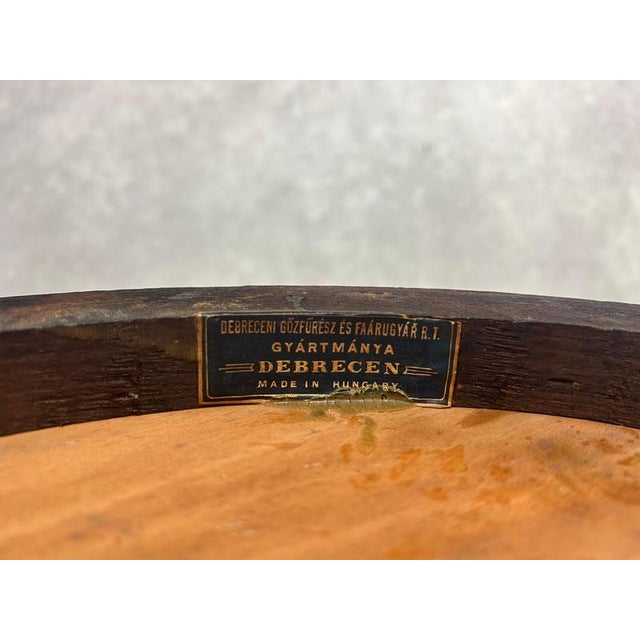 DEBRECENI GŐZFŰRÉSZ ÉS FAÁRUGYÁR R.T.
GYÁRTMÁNYA
DEBRECEN
MADE IN HUNGARY